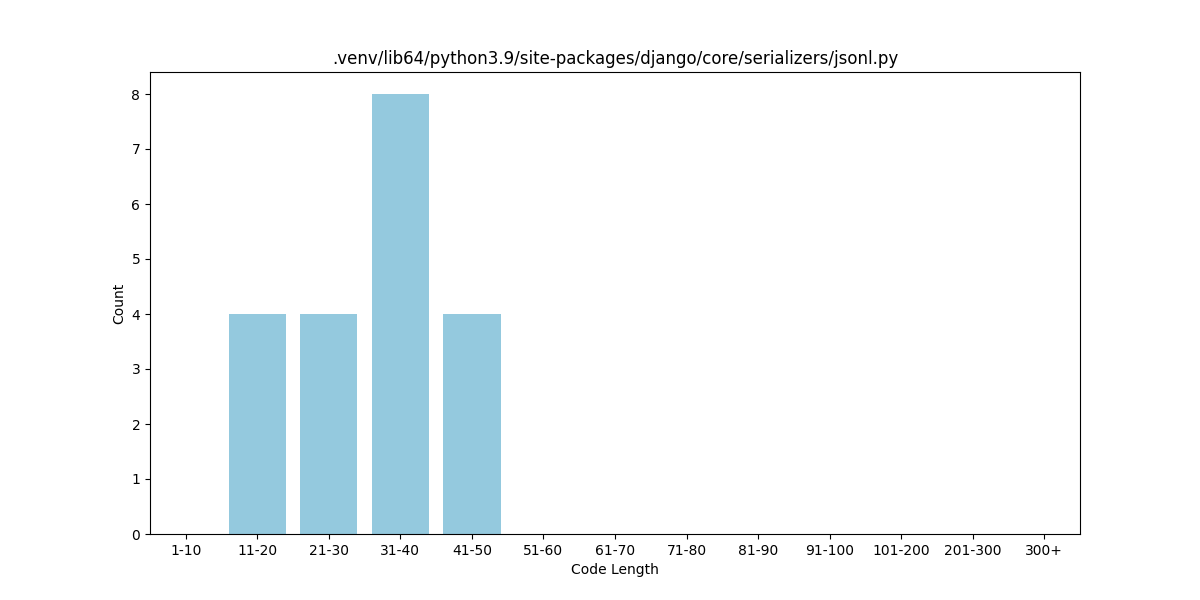 .venv/lib64/python3.9/site-packages/django/core/serializers/jsonl.py
8
7
6
5
4
3
2
1
0
Count
1-10 11-20 21-30 31-40 41-50 51-60 61-70 71-80 81-90 91-100 101-200 201-300 300+
Code Length